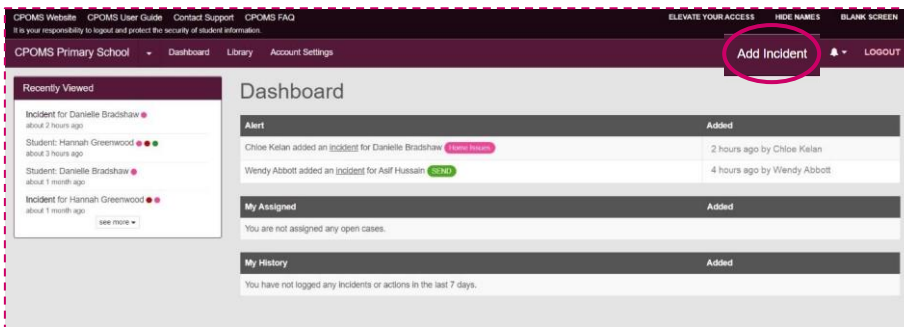 CPOMS Website CPOMS User Guide Contact Support CPOMS FAQ ELEVATE YOUR ACCESS HIDE NAMES BLANK SCREEN
It is your responsibility to logout and protect the security of student information.
CPOMS Primary School Dashboard Library Account Settings Add Incident LOGOUT
Recently Viewed
Incident for Danielle Bradshaw
about 2 hours ago
Student: Hannah Greenwood
about 3 hours ago
Student: Danielle Bradshaw
about 1 month ago
Incident for Hannah Greenwood
about 1 month ago
see more
Dashboard
Alert Added
Chloe Kelan added an incident for Danielle Bradshaw Home Issues 2 hours ago by Chloe Kelan
Wendy Abbott added an incident for Asif Hussain SEND 4 hours ago by Wendy Abbott
My Assigned Added
You are not assigned any open cases.
My History Added
You have not logged any incidents or actions in the last 7 days.